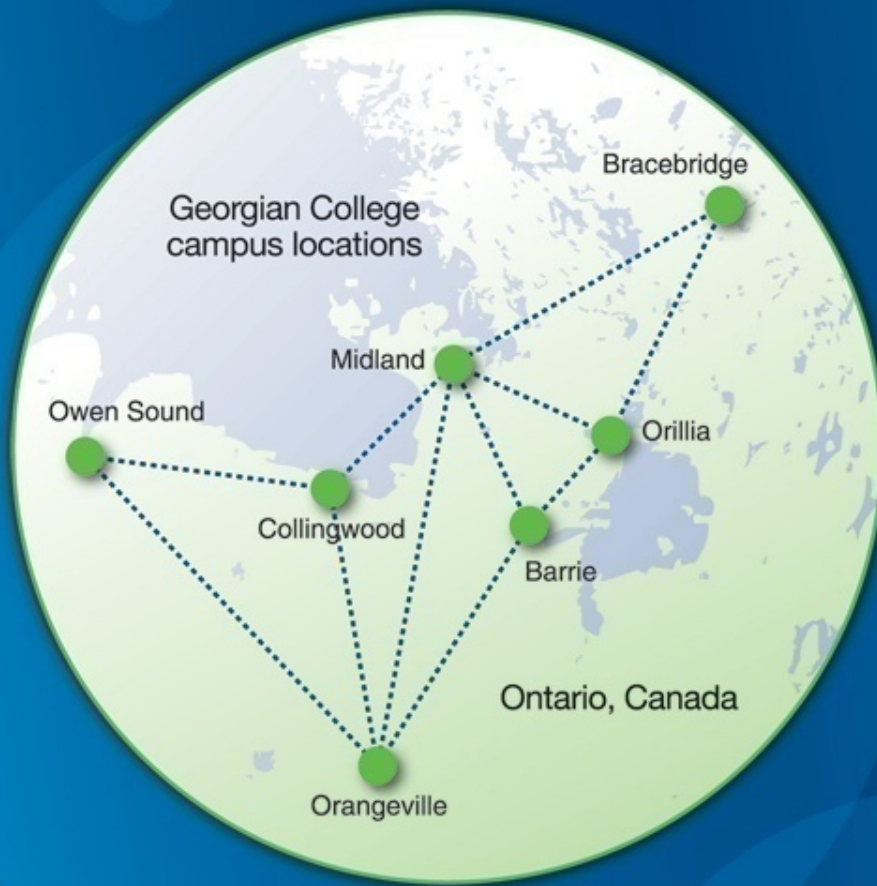 Bracebridge
Georgian College
campus locations
Midland
Owen Sound
Orillia
Collingwood
Barrie
Ontario, Canada
Orangeville